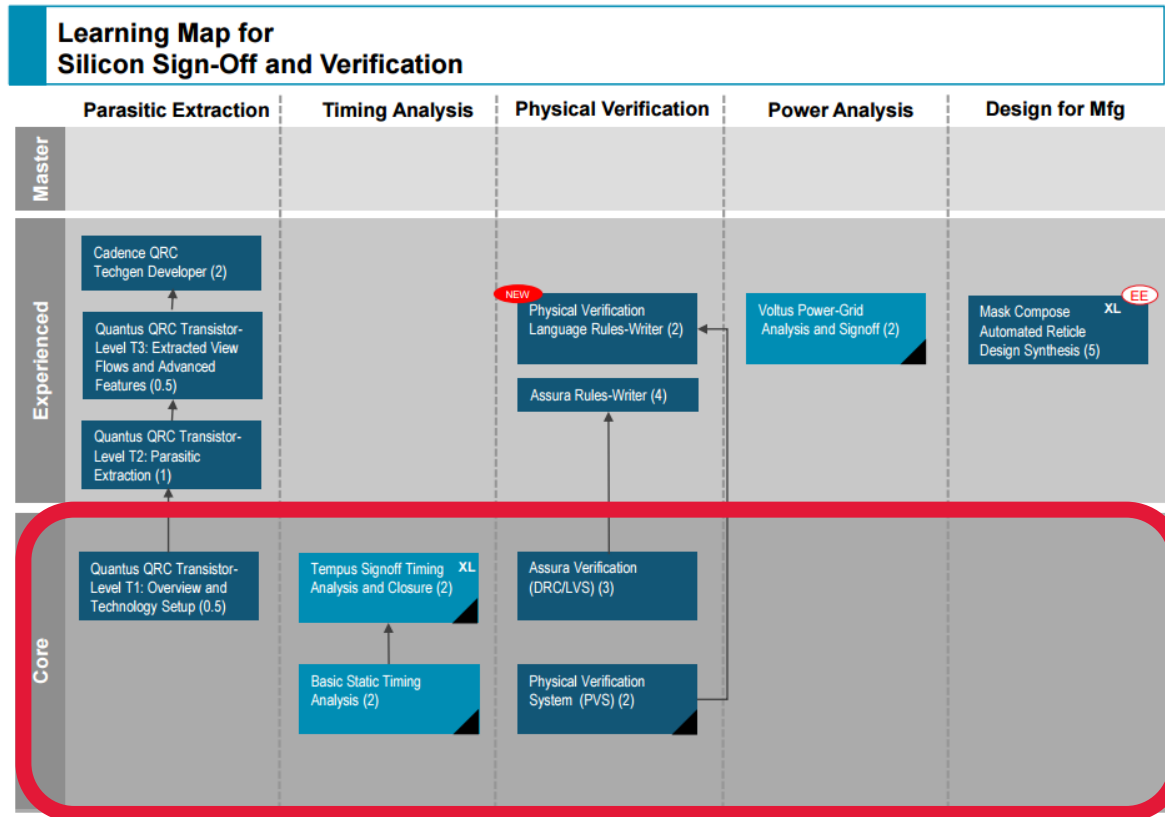 Learning Map for
Silicon Sign-Off and Verification
Parasitic Extraction
Timing Analysis
Physical Verification
Power Analysis
Design for Mfg
Master
Experienced
Cadence QRC
Techgen Developer (2)
Quantus QRC Transistor-
Level T3: Extracted View
Flows and Advanced
Features (0.5)
Quantus QRC Transistor-
Level T2: Parasitic
Extraction (1)
NEW
Physical Verification
Language Rules-Writer (2)
Assura Rules-Writer (4)
Voltus Power-Grid
Analysis and Signoff (2)
EE
Mask Compose XL
Automated Reticle
Design Synthesis (5)
Core
Quantus QRC Transistor-
Level T1: Overview and
Technology Setup (0.5)
Tempus Signoff Timing XL
Analysis and Closure (2)
Basic Static Timing
Analysis (2)
Assura Verification
(DRC/LVS) (3)
Physical Verification
System (PVS) (2)